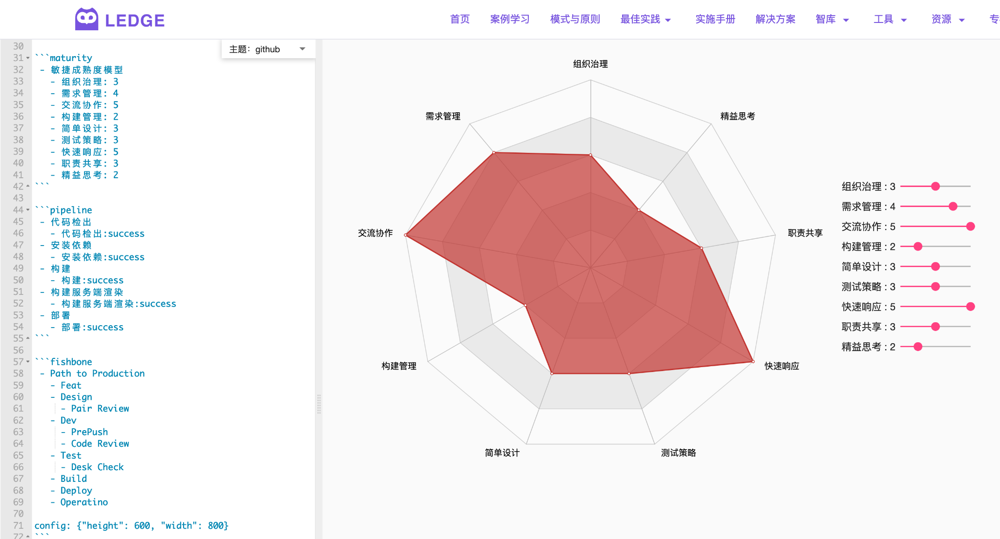 LEDGE
首页 案例学习 模式与原则 最佳实践 实施手册 解决方案 智库 工具 资源
主题：github
30
31 ```maturity
32 - 敏捷成熟度模型
33 - 组织治理: 3
34 - 需求管理: 4
35 - 交流协作: 5
36 - 构建管理: 2
37 - 简单设计: 3
38 - 测试策略: 3
39 - 快速响应: 5
40 - 职责共享: 3
41 - 精益思考: 2
42 ```
43
44 ```pipeline
45 - 代码检出
46 - 代码检出:success
47 - 安装依赖
48 - 安装依赖:success
49 - 构建
50 - 构建:success
51 - 构建服务端渲染
52 - 构建服务端渲染:success
53 - 部署
54 - 部署:success
55 ```
56
57 ```fishbone
58 - Path to Production
59 - Feat
60 - Design
61 - Pair Review
62 - Dev
63 - PrePush
64 - Code Review
65 - Test
66 - Desk Check
67 - Build
68 - Deploy
69 - Operatino
70
71 config: {"height": 600, "width": 800}
72 ```
组织治理
需求管理
精益思考
交流协作
职责共享
构建管理
快速响应
简单设计
测试策略
组织治理 : 3
需求管理 : 4
交流协作 : 5
构建管理 : 2
简单设计 : 3
测试策略 : 3
快速响应 : 5
职责共享 : 3
精益思考 : 2